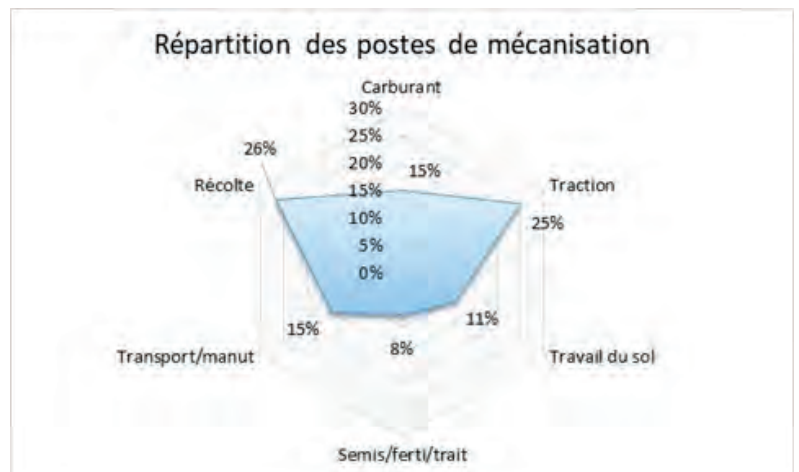 Répartition des postes de mécanisation
Carburant
30%
25%
26%
20%
15%
Récolte
15%
Traction
10%
25%
5%
0%
15%
11%
8%
Transport/manut
Travail du sol
Semis/ferti/trait